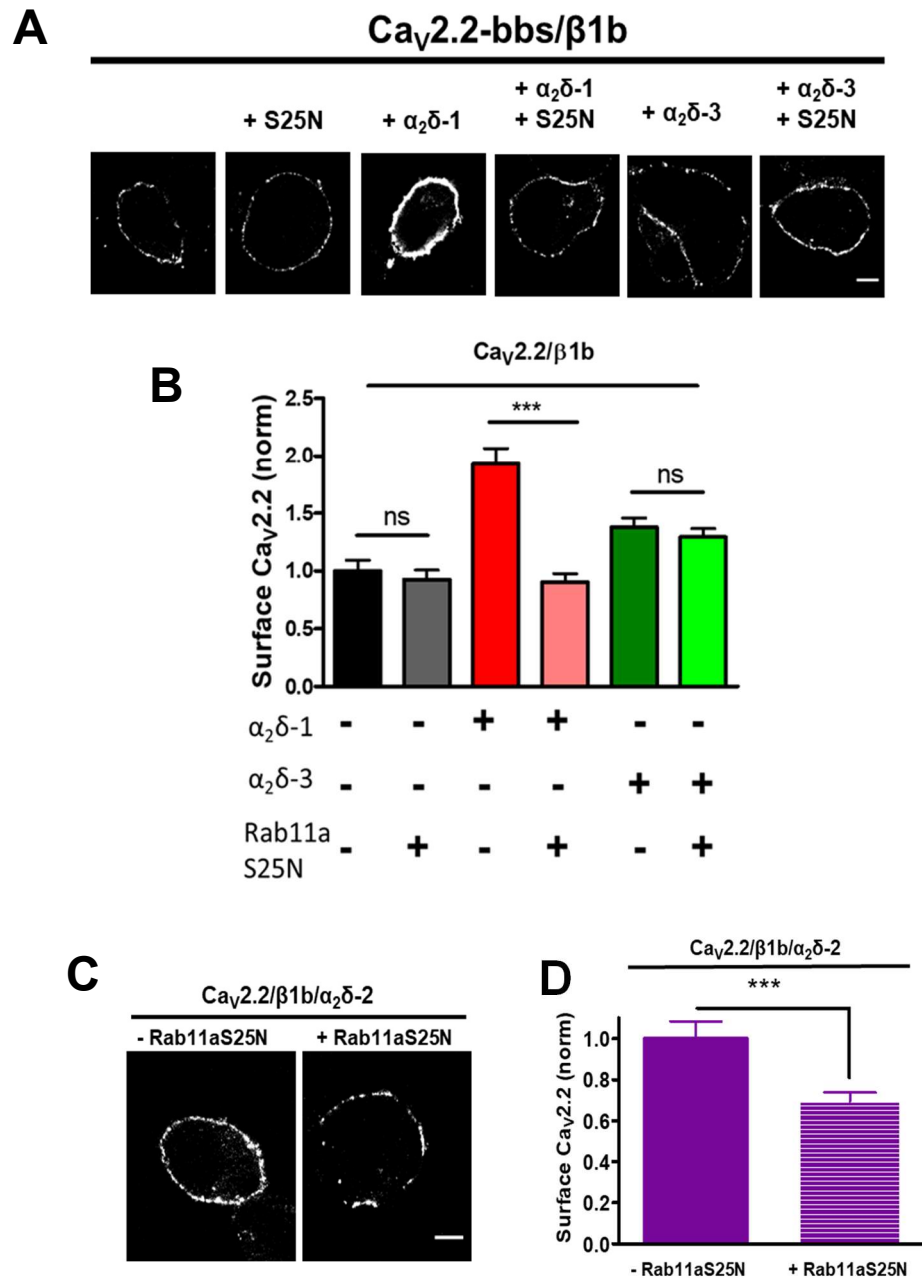 A
CaV2.2-bbs/β1b
+ S25N
+ α2δ-1
+ α2δ-1
+ S25N
+ α2δ-3
+ α2δ-3
+ S25N
B
CaV2.2/β1b
Surface CaV2.2 (norm)
2.5
2.0
1.5
1.0
0.5
0.0
ns
***
ns
α2δ-1 - - + + - -
α2δ-3 - - - - + +
Rab11a
S25N - + - + - +
C
CaV2.2/β1b/α2δ-2
- Rab11aS25N + Rab11aS25N
D
CaV2.2/β1b/α2δ-2
***
Surface CaV2.2 (norm)
1.0
0.8
0.6
0.4
0.2
0.0
- Rab11aS25N + Rab11aS25N